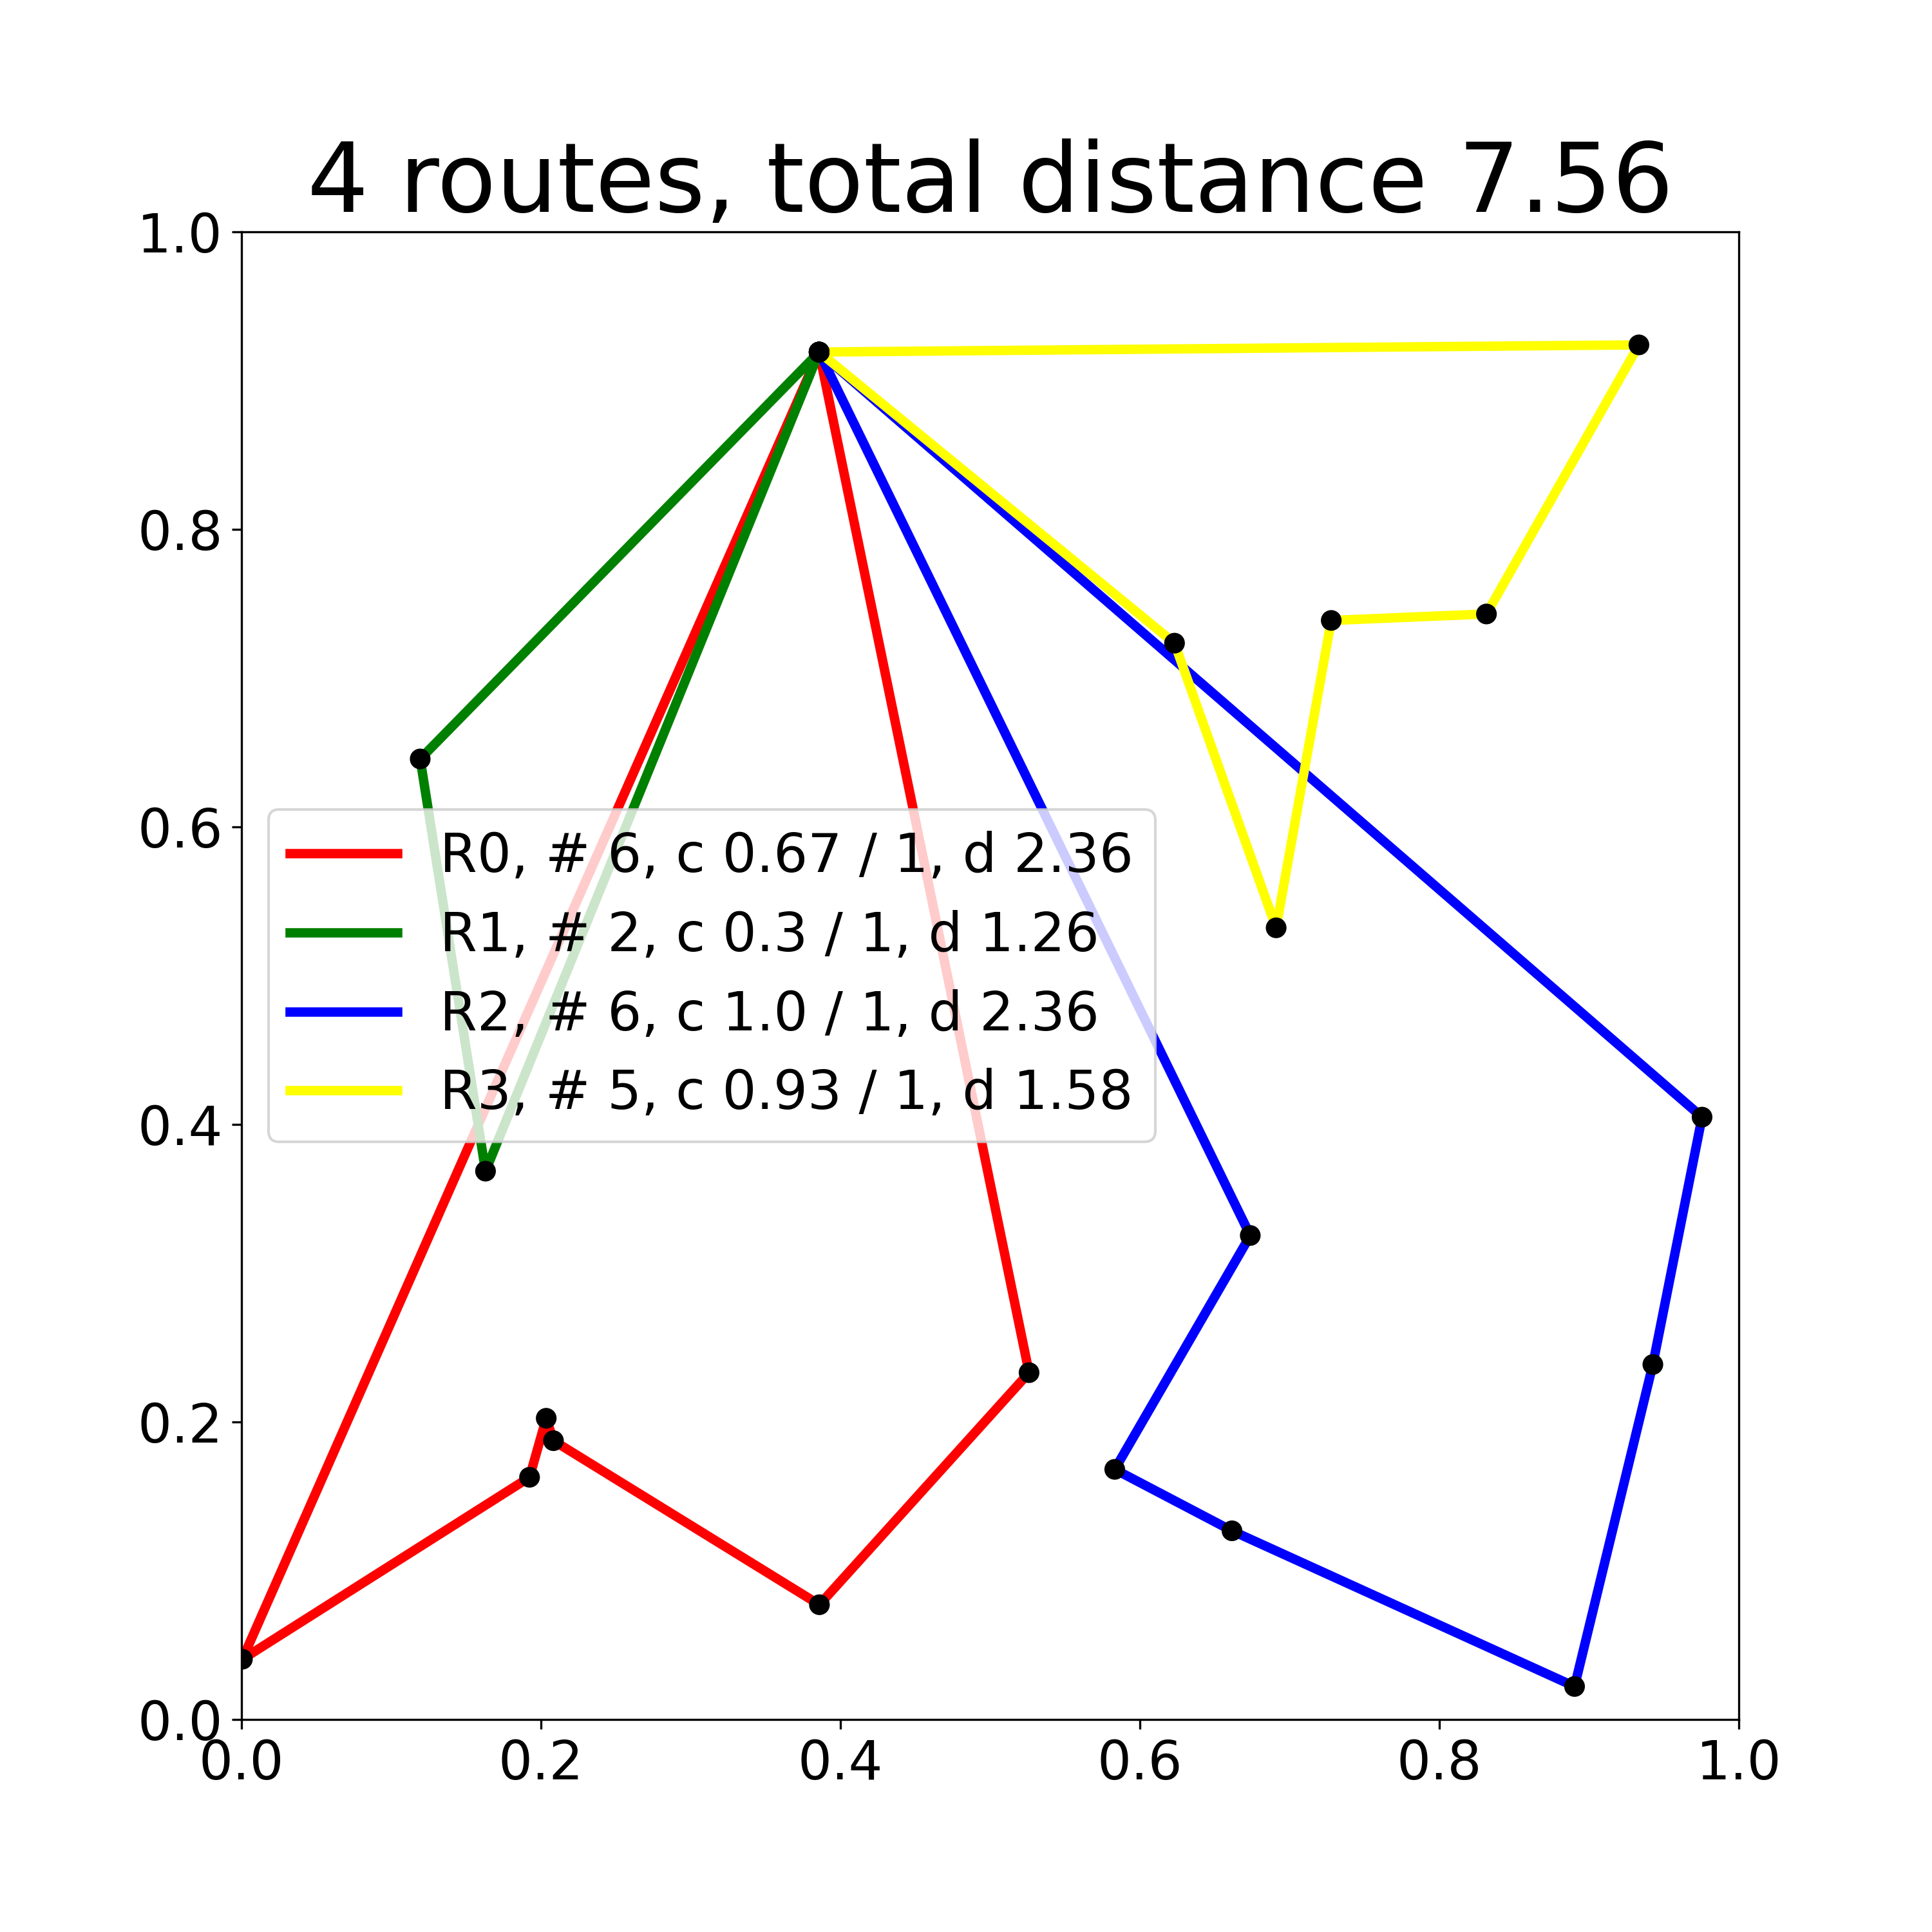 4 routes, total distance 7.56
1.0
0.8
0.6
R0, # 6, c 0.67 / 1, d 2.36
R1, # 2, c 0.3 / 1, d 1.26
R2, # 6, c 1.0 / 1, d 2.36
R3, # 5, c 0.93 / 1, d 1.58
0.4
0.2
0.0
0.0 0.2 0.4 0.6 0.8 1.0